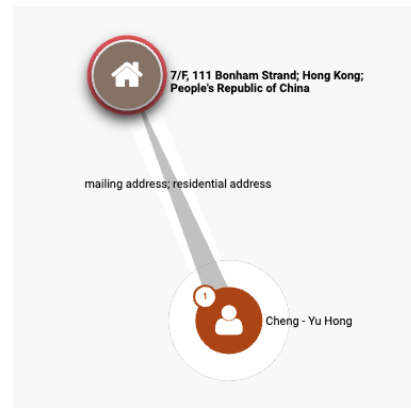 7/F, 111 Bonham Strand; Hong Kong;
People's Republic of China
mailing address; residential address
1
Cheng - Yu Hong